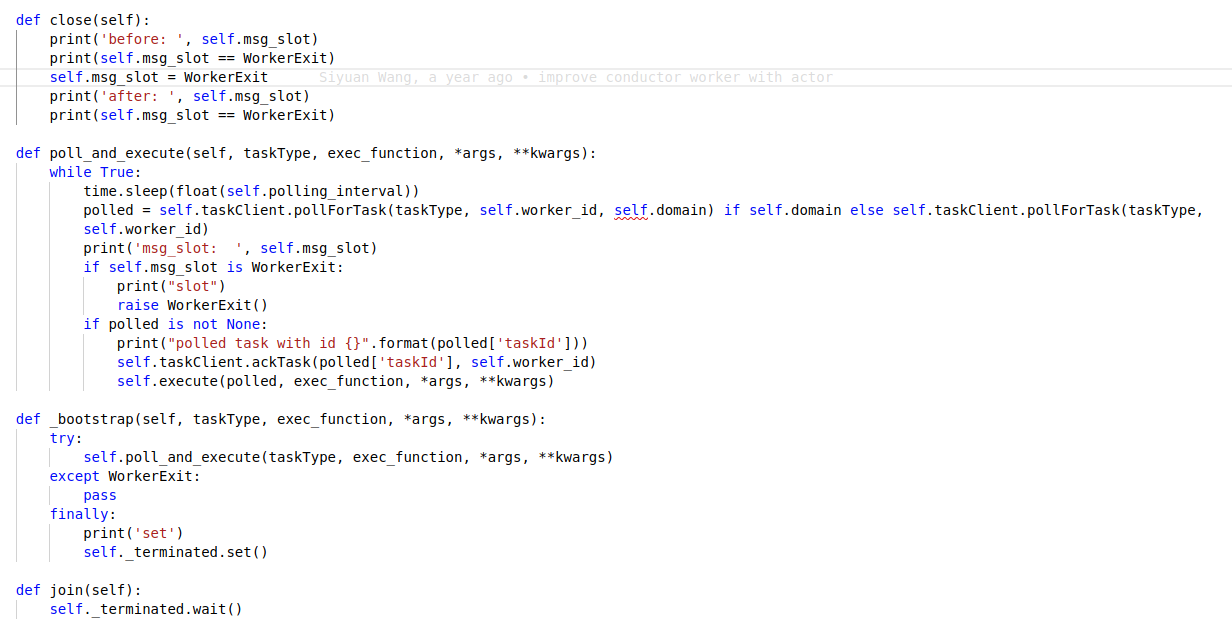 def close(self):
    print('before: ', self.msg_slot)
    print(self.msg_slot == WorkerExit)
    self.msg_slot = WorkerExit      Siyuan Wang, a year ago • improve conductor worker with actor
    print('after: ', self.msg_slot)
    print(self.msg_slot == WorkerExit)

def poll_and_execute(self, taskType, exec_function, *args, **kwargs):
    while True:
        time.sleep(float(self.polling_interval))
        polled = self.taskClient.pollForTask(taskType, self.worker_id, self.domain) if self.domain else self.taskClient.pollForTask(taskType,
        self.worker_id)
        print('msg_slot:  ', self.msg_slot)
        if self.msg_slot is WorkerExit:
            print("slot")
            raise WorkerExit()
        if polled is not None:
            print("polled task with id {}".format(polled['taskId']))
            self.taskClient.ackTask(polled['taskId'], self.worker_id)
            self.execute(polled, exec_function, *args, **kwargs)

def _bootstrap(self, taskType, exec_function, *args, **kwargs):
    try:
        self.poll_and_execute(taskType, exec_function, *args, **kwargs)
    except WorkerExit:
        pass
    finally:
        print('set')
        self._terminated.set()

def join(self):
    self._terminated.wait()